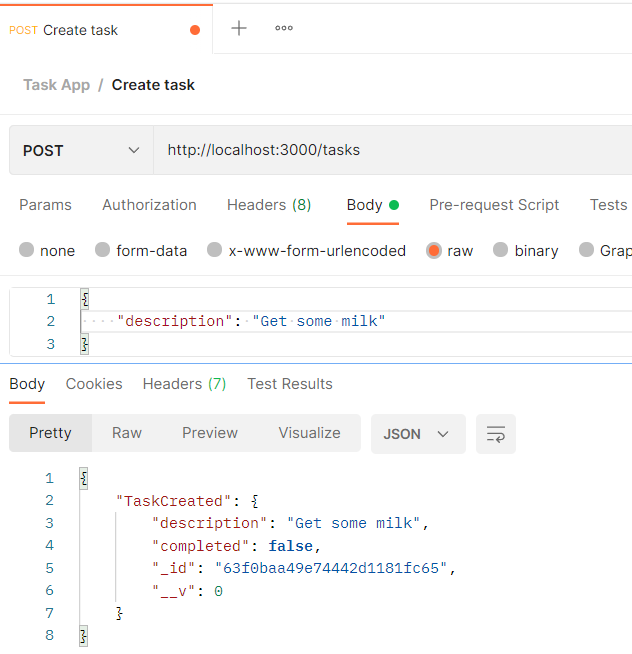 POST Create task
Task App / Create task
POST http://localhost:3000/tasks
Params Authorization Headers (8) Body Pre-request Script Tests
none form-data x-www-form-urlencoded raw binary Grap
1 {
2 "description": "Get some milk"
3 }
Body Cookies Headers (7) Test Results
Pretty Raw Preview Visualize JSON
1 {
2 "TaskCreated": {
3 "description": "Get some milk",
4 "completed": false,
5 "_id": "63f0baa49e74442d1181fc65",
6 "__v": 0
7 }
8 }